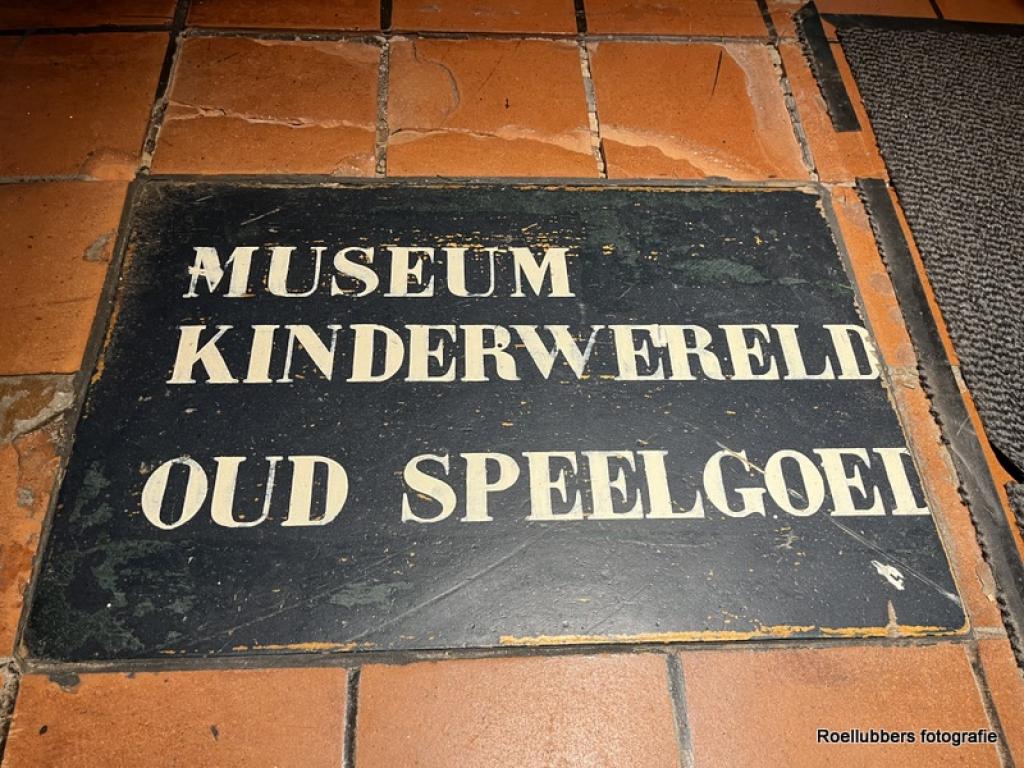 MUSEUM
KINDERWERELD
OUD SPEELGOED
Roellubbers fotografie